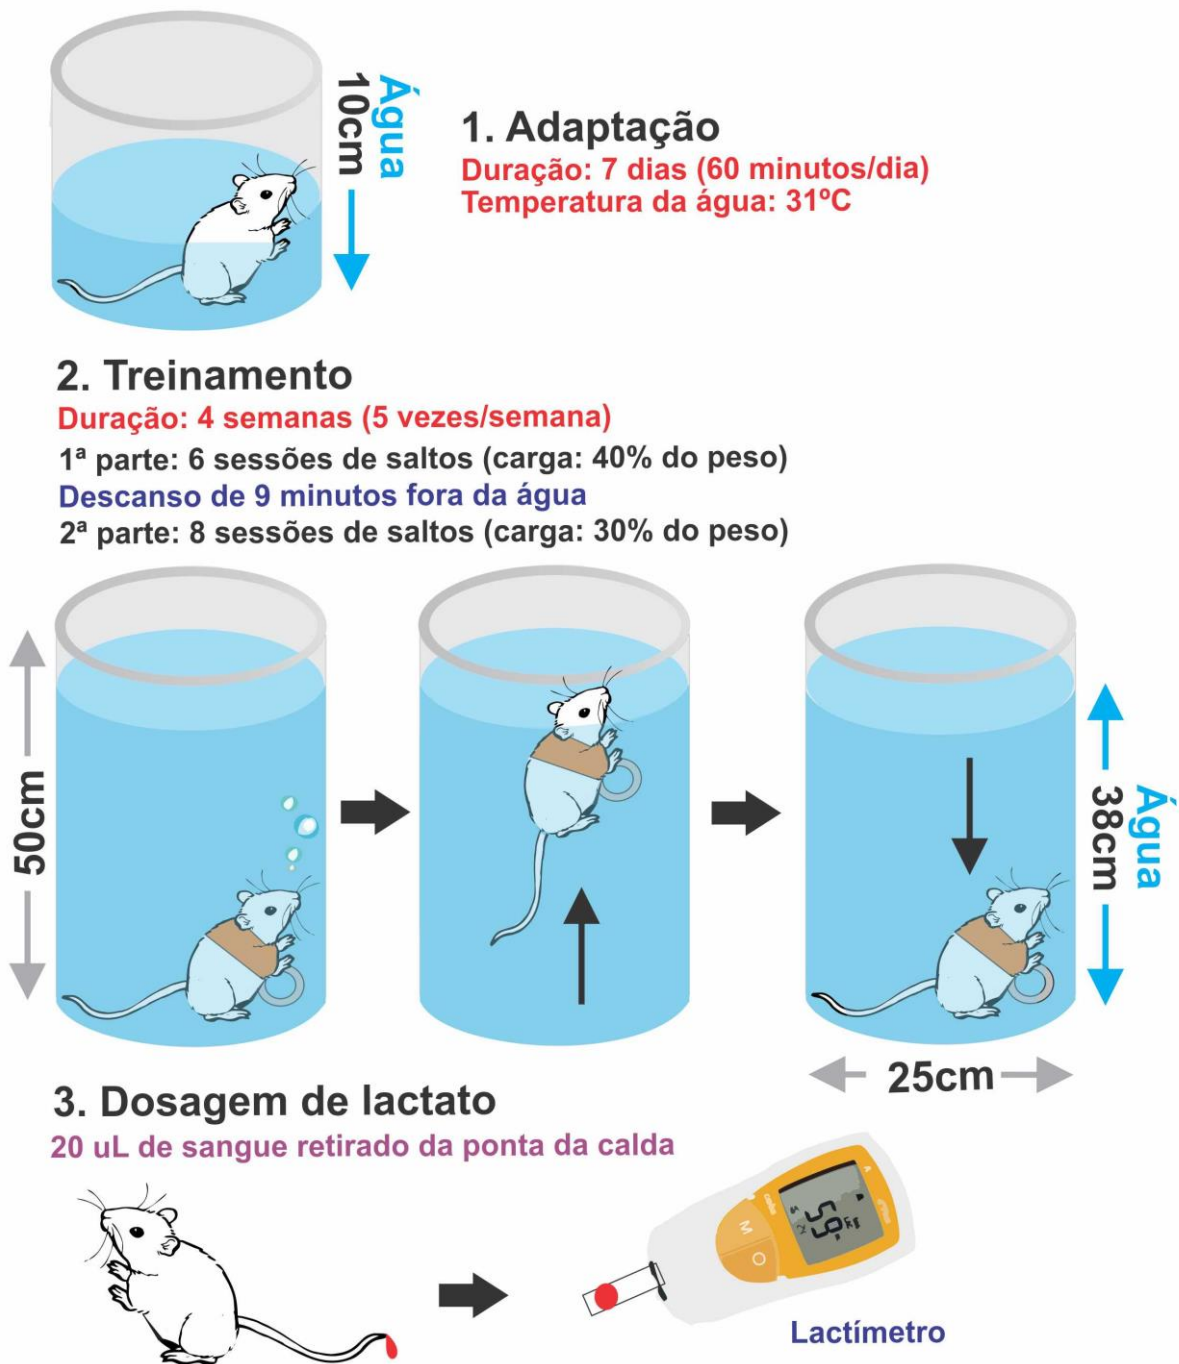 Água
10cm
1. Adaptação
Duração: 7 dias (60 minutos/dia)
Temperatura da água: 31ºC
2. Treinamento
Duração: 4 semanas (5 vezes/semana)
1ª parte: 6 sessões de saltos (carga: 40% do peso)
Descanso de 9 minutos fora da água
2ª parte: 8 sessões de saltos (carga: 30% do peso)
50cm
Água
38cm
25cm
3. Dosagem de lactato
20 uL de sangue retirado da ponta da calda
M
O
Lactímetro